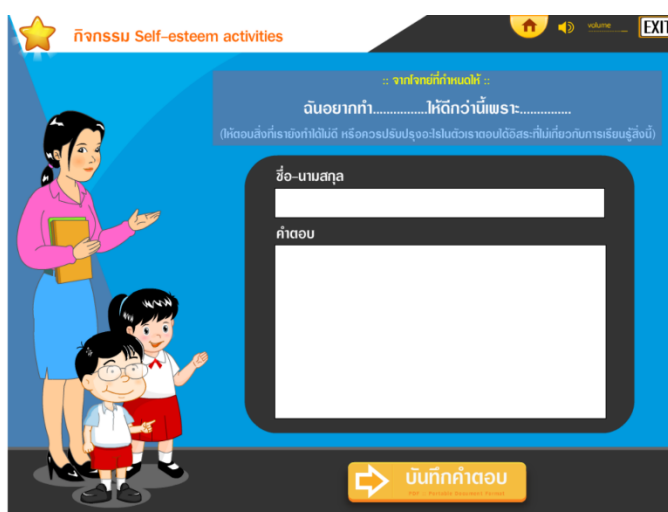 กิจกรรม Self-esteem activities
volume
EXIT
:: จากโจทย์ที่กำหนดให้ ::
ฉันอยากทำ...............ให้ดีกว่านี้เพราะ..............
(ให้ตอบสิ่งที่เรายังทำได้ไม่ดี หรือควรปรับปรุงอะไรในตัวเราตอบได้อิสระที่ไม่เกี่ยวกับการเรียนรู้สิ่งนี้)
ชื่อ-นามสกุล
คำตอบ
บันทึกคำตอบ
PDF :: Portable Document Format